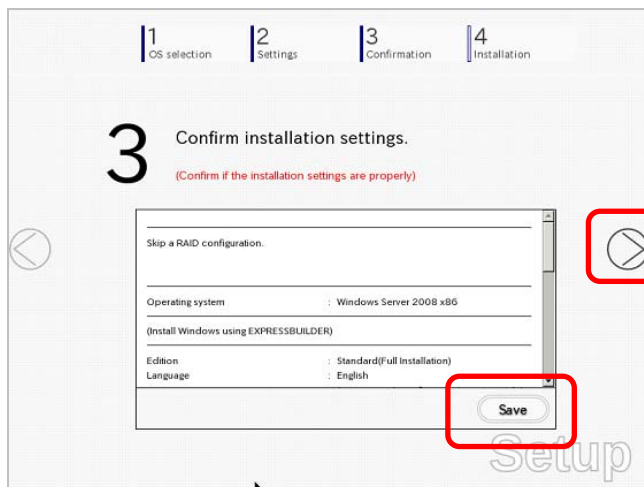 1
OS selection
2
Settings
3
Confirmation
4
Installation
3
Confirm installation settings.
(Confirm if the installation settings are properly)
Skip a RAID configuration.
Operating system : Windows Server 2008 x86
(Install Windows using EXPRESSBUILDER)
Edition : Standard(Full Installation)
Language : English
Save
Setup